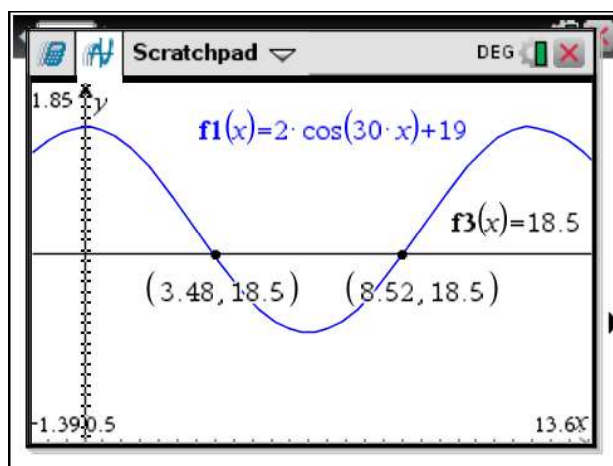 Scratchpad DEG
1.85 y
f1(x)=2·cos(30·x)+19
f3(x)=18.5
(3.48,18.5) (8.52,18.5)
-1.39 0.5 13.6 x